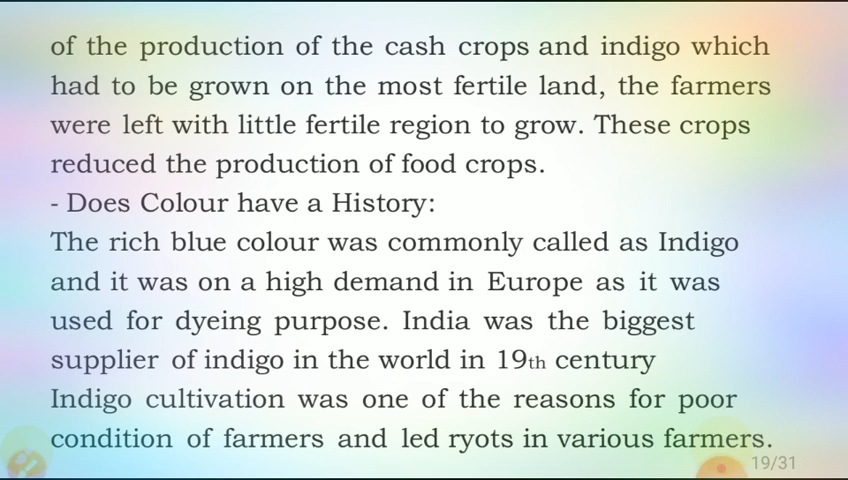 of the production of the cash crops and indigo which
had to be grown on the most fertile land, the farmers
were left with little fertile region to grow. These crops
reduced the production of food crops.
- Does Colour have a History:
The rich blue colour was commonly called as Indigo
and it was on a high demand in Europe as it was
used for dyeing purpose. India was the biggest
supplier of indigo in the world in 19th century
Indigo cultivation was one of the reasons for poor
condition of farmers and led ryots in various farmers.
19/31